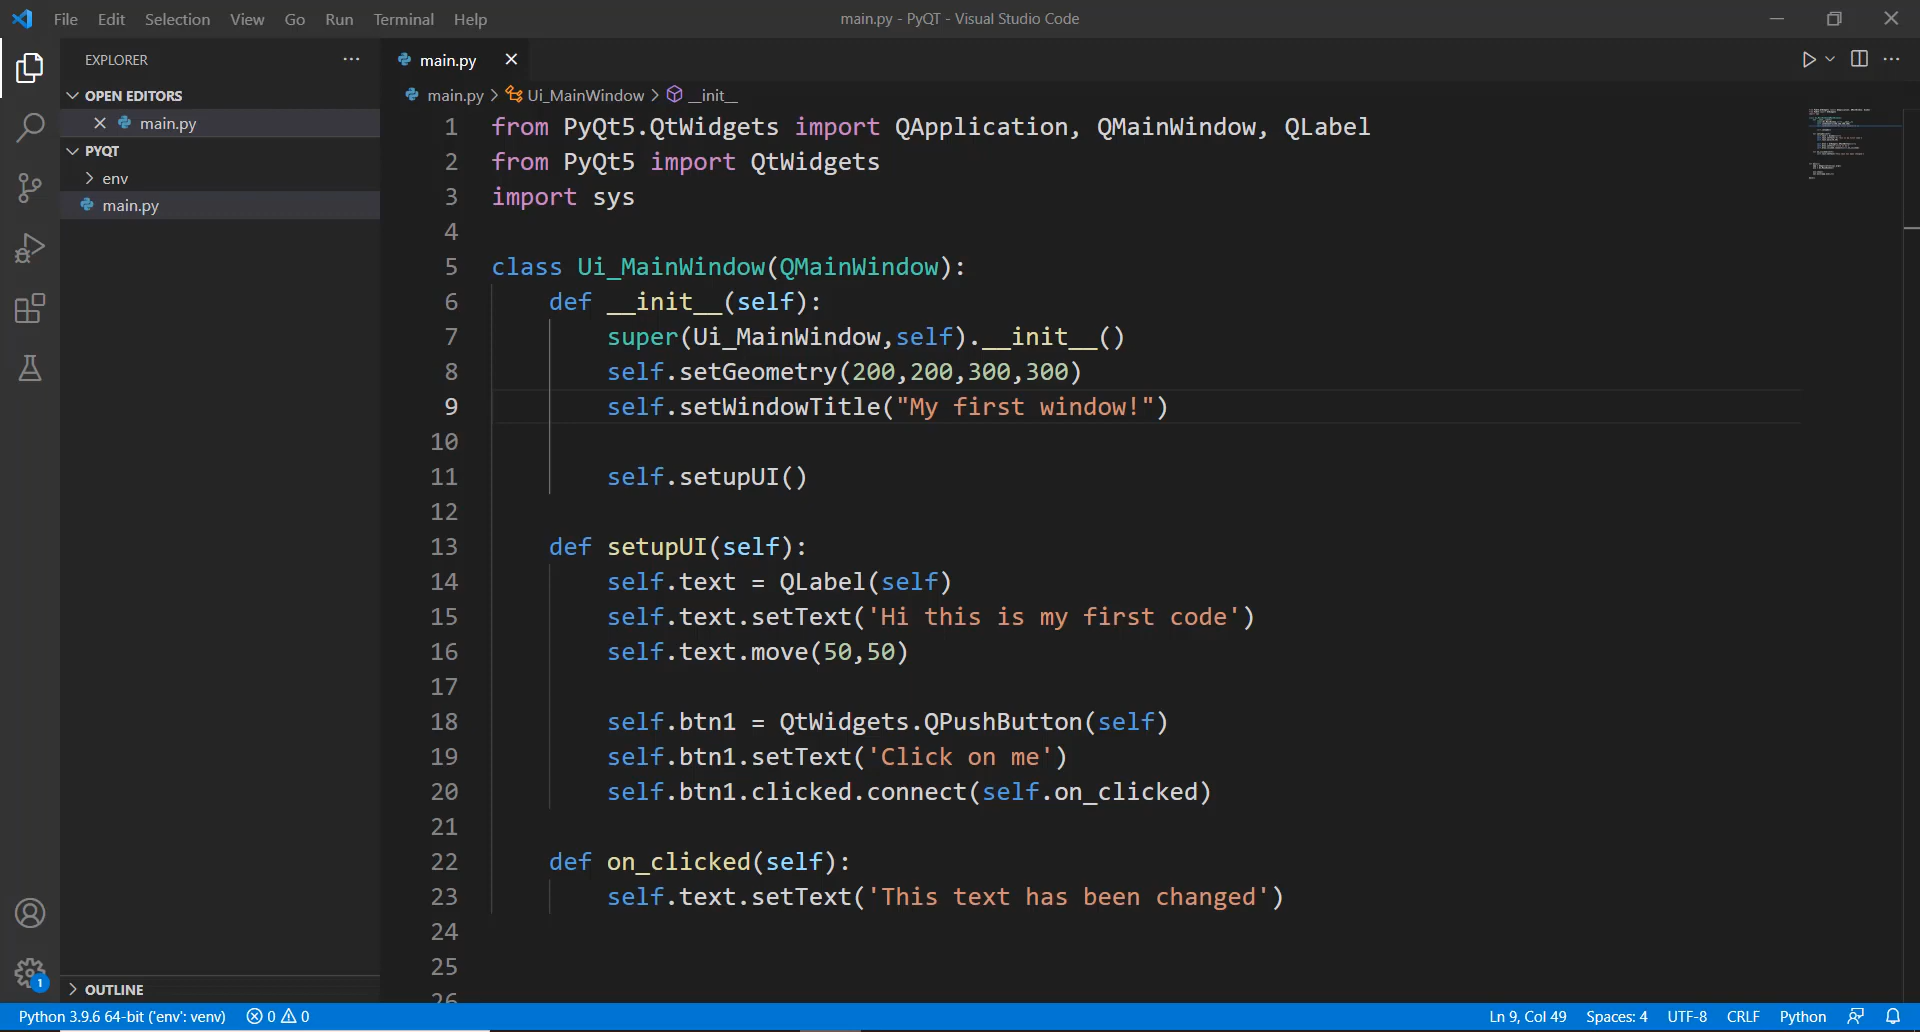 File Edit Selection View Go Run Terminal Help
main.py - PyQT - Visual Studio Code
EXPLORER
OPEN EDITORS
main.py
PYQT
env
main.py
OUTLINE
main.py
main.py > Ui_MainWindow > __init__
1 from PyQt5.QtWidgets import QApplication, QMainWindow, QLabel
2 from PyQt5 import QtWidgets
3 import sys
4
5 class Ui_MainWindow(QMainWindow):
6     def __init__(self):
7         super(Ui_MainWindow,self).__init__()
8         self.setGeometry(200,200,300,300)
9         self.setWindowTitle("My first window!")
10
11         self.setupUI()
12
13     def setupUI(self):
14         self.text = QLabel(self)
15         self.text.setText('Hi this is my first code')
16         self.text.move(50,50)
17
18         self.btn1 = QtWidgets.QPushButton(self)
19         self.btn1.setText('Click on me')
20         self.btn1.clicked.connect(self.on_clicked)
21
22     def on_clicked(self):
23         self.text.setText('This text has been changed')
24
25
26
1
Python 3.9.6 64-bit ('env': venv) 0 0
Ln 9, Col 49 Spaces: 4 UTF-8 CRLF Python